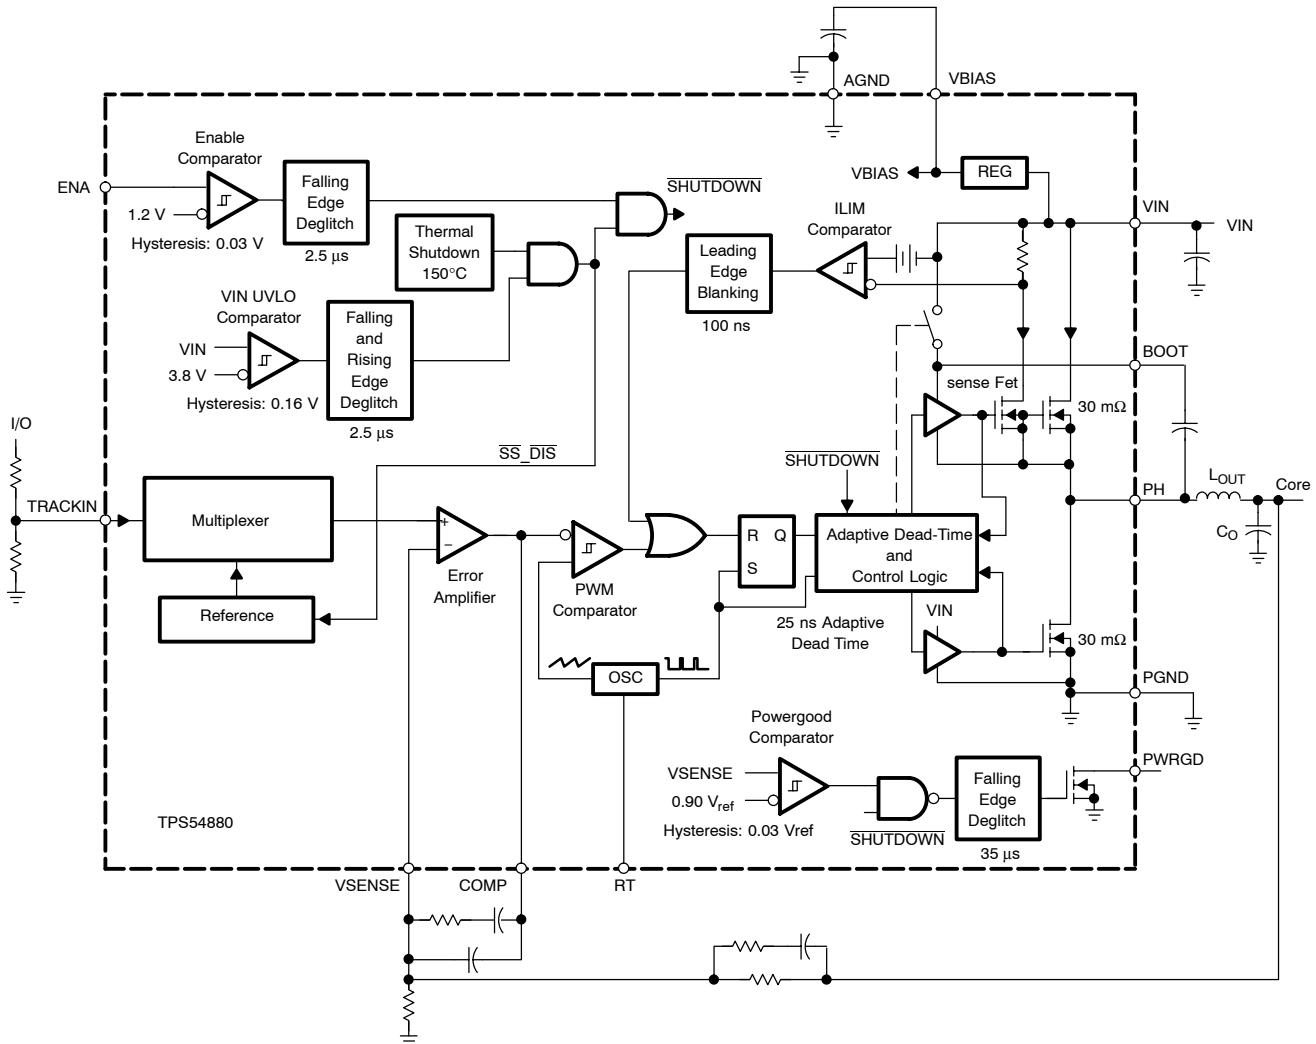 AGND
VBIAS
Enable
Comparator
ENA
1.2 V
Hysteresis: 0.03 V
Falling
Edge
Deglitch
2.5 μs
SHUTDOWN
VBIAS
REG
VIN
VIN
ILIM
Comparator
Thermal
Shutdown
150°C
Leading
Edge
Blanking
100 ns
VIN UVLO
Comparator
VIN
3.8 V
Hysteresis: 0.16 V
Falling
and
Rising
Edge
Deglitch
2.5 μs
BOOT
sense Fet
30 mΩ
I/O
SS_DIS
SHUTDOWN
TRACKIN
Multiplexer
Reference
+
−
Error
Amplifier
PWM
Comparator
R Q
S
Adaptive Dead-Time
and
Control Logic
25 ns Adaptive
Dead Time
PH
LOUT
Core
CO
VIN
30 mΩ
OSC
PGND
Powergood
Comparator
VSENSE
0.90 Vref
Hysteresis: 0.03 Vref
SHUTDOWN
Falling
Edge
Deglitch
35 μs
PWRGD
TPS54880
VSENSE
COMP
RT